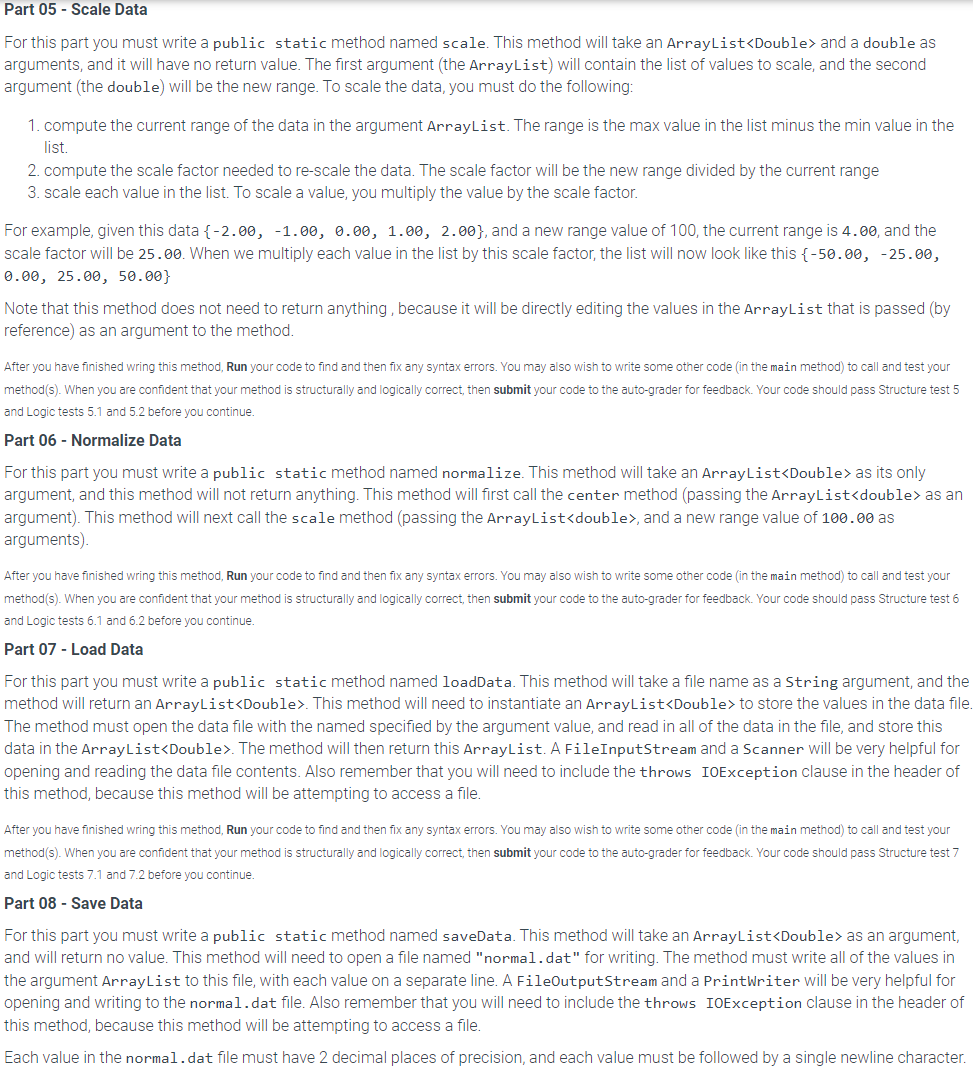 Part 05 - Scale Data
For this part you must write a public static method named scale. This method will take an ArrayList<Double> and a double as
arguments, and it will have no return value. The first argument (the ArrayList) will contain the list of values to scale, and the second
argument (the double) will be the new range. To scale the data, you must do the following:
1. compute the current range of the data in the argument ArrayList. The range is the max value in the list minus the min value in the
list.
2. compute the scale factor needed to re-scale the data. The scale factor will be the new range divided by the current range
3. scale each value in the list. To scale a value, you multiply the value by the scale factor.
For example, given this data {-2.00, -1.00, 0.00, 1.00, 2.00}, and a new range value of 100, the current range is 4.00, and the
scale factor will be 25.00. When we multiply each value in the list by this scale factor, the list will now look like this {-50.00, -25.00,
0.00, 25.00, 50.00}
Note that this method does not need to return anything , because it will be directly editing the values in the ArrayList that is passed (by
reference) as an argument to the method.
After you have finished wring this method, Run your code to find and then fix any syntax errors. You may also wish to write some other code (in the main method) to call and test your
method(s). When you are confident that your method is structurally and logically correct, then submit your code to the auto-grader for feedback. Your code should pass Structure test 5
and Logic tests 5.1 and 5.2 before you continue.
Part 06 - Normalize Data
For this part you must write a public static method named normalize. This method will take an ArrayList<Double> as its only
argument, and this method will not return anything. This method will first call the center method (passing the ArrayList<double> as an
argument). This method will next call the scale method (passing the ArrayList<double>, and a new range value of 100.00 as
arguments).
After you have finished wring this method, Run your code to find and then fix any syntax errors. You may also wish to write some other code (in the main method) to call and test your
method(s). When you are confident that your method is structurally and logically correct, then submit your code to the auto-grader for feedback. Your code should pass Structure test 6
and Logic tests 6.1 and 6.2 before you continue.
Part 07 - Load Data
For this part you must write a public static method named loadData. This method will take a file name as a String argument, and the
method will return an ArrayList<Double>. This method will need to instantiate an ArrayList<Double> to store the values in the data file.
The method must open the data file with the named specified by the argument value, and read in all of the data in the file, and store this
data in the ArrayList<Double>. The method will then return this ArrayList. A FileInputStream and a Scanner will be very helpful for
opening and reading the data file contents. Also remember that you will need to include the throws IOException clause in the header of
this method, because this method will be attempting to access a file.
After you have finished wring this method, Run your code to find and then fix any syntax errors. You may also wish to write some other code (in the main method) to call and test your
method(s). When you are confident that your method is structurally and logically correct, then submit your code to the auto-grader for feedback. Your code should pass Structure test 7
and Logic tests 7.1 and 7.2 before you continue.
Part 08 - Save Data
For this part you must write a public static method named saveData. This method will take an ArrayList<Double> as an argument,
and will return no value. This method will need to open a file named "normal.dat" for writing. The method must write all of the values in
the argument ArrayList to this file, with each value on a separate line. A FileOutputStream and a PrintWriter will be very helpful for
opening and writing to the normal.dat file. Also remember that you will need to include the throws IOException clause in the header of
this method, because this method will be attempting to access a file.
Each value in the normal.dat file must have 2 decimal places of precision, and each value must be followed by a single newline character.